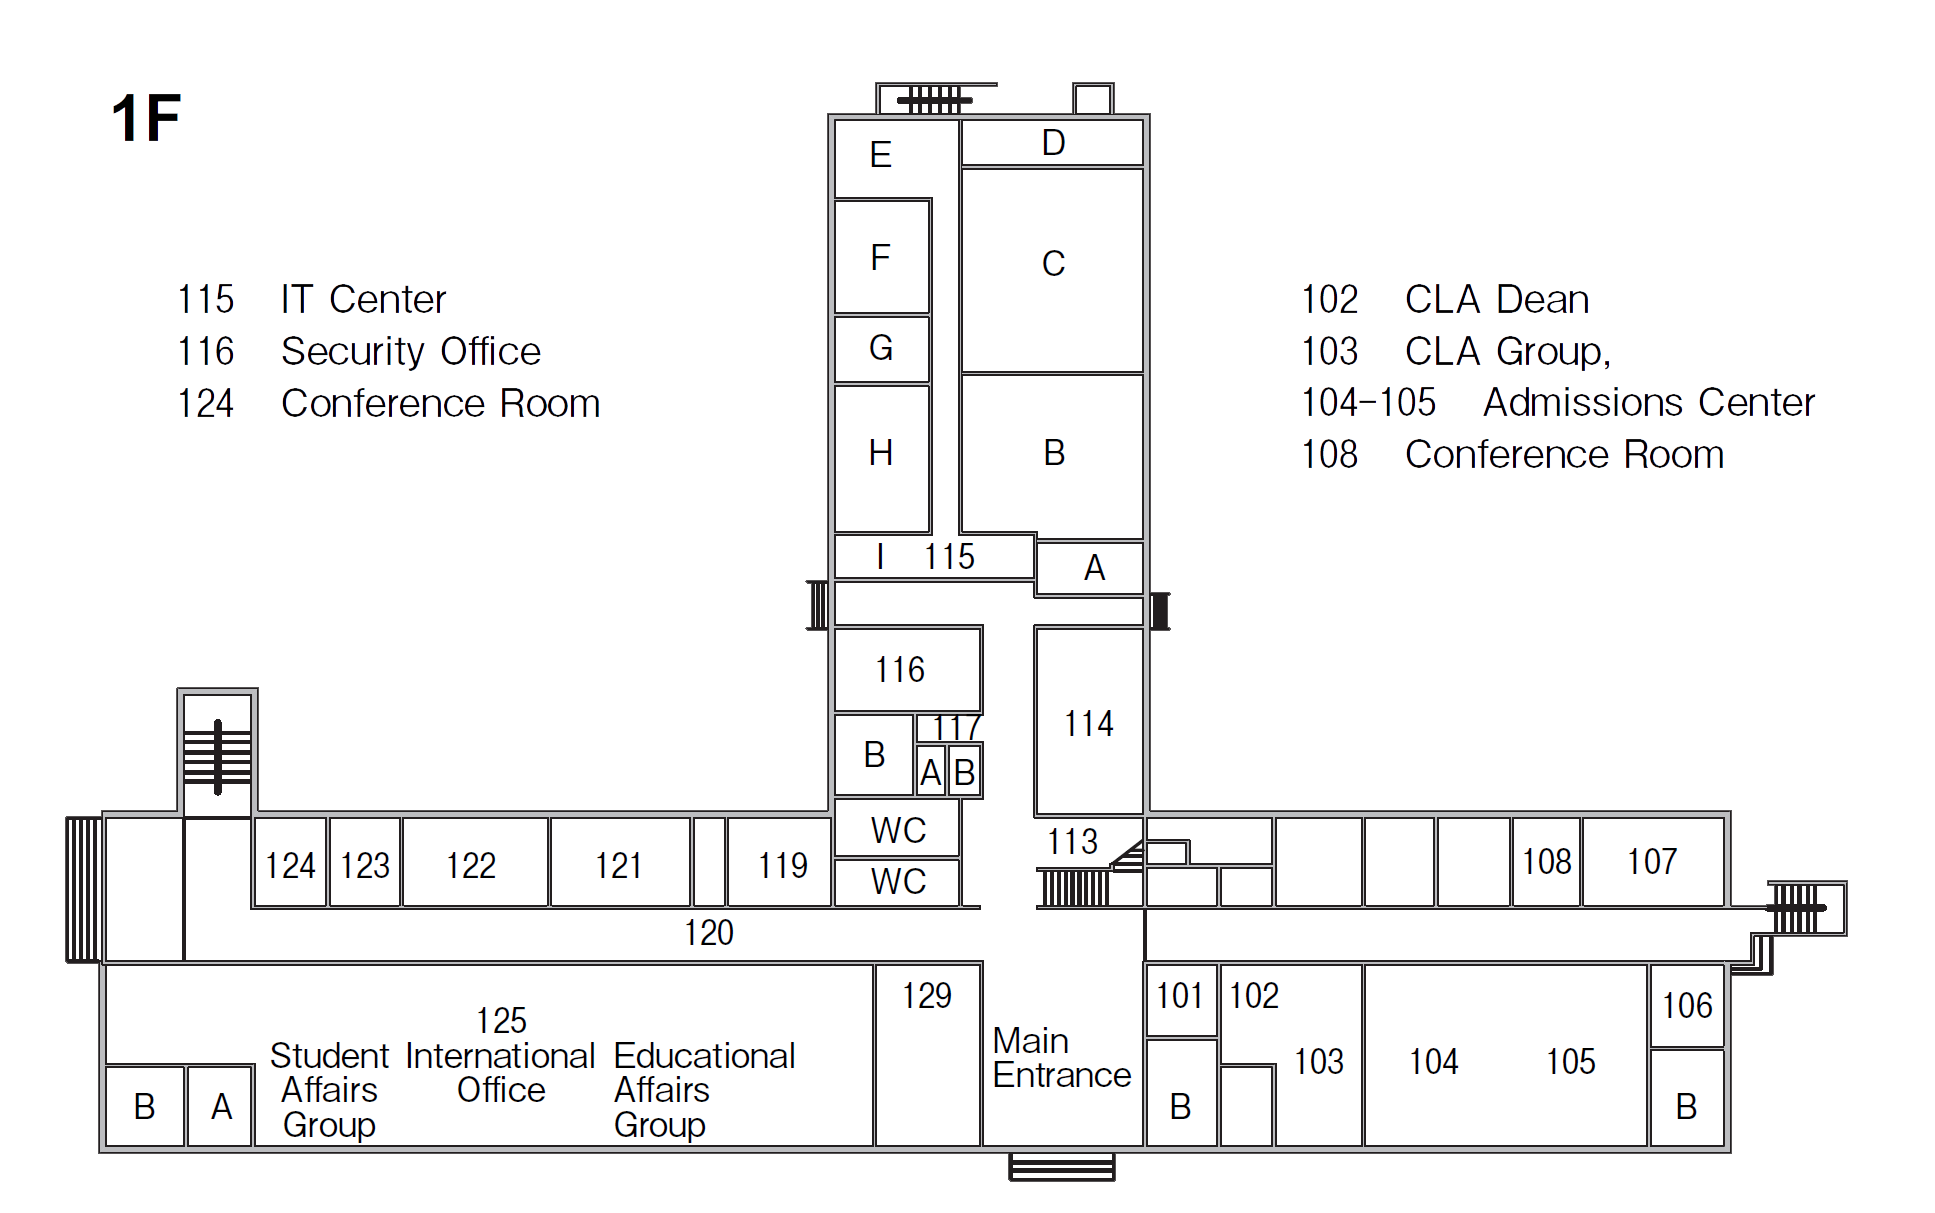 1F
115 IT Center
116 Security Office
124 Conference Room
102 CLA Dean
103 CLA Group,
104-105 Admissions Center
108 Conference Room
D
E
F
C
G
H
B
I 115
A
116
117
114
B
A B
WC
113
WC
124 123 122 121 119
108 107
120
129
101 102
106
125
Student Affairs Group
International Office
Educational Affairs Group
Main Entrance
103 104 105
B A
B
B